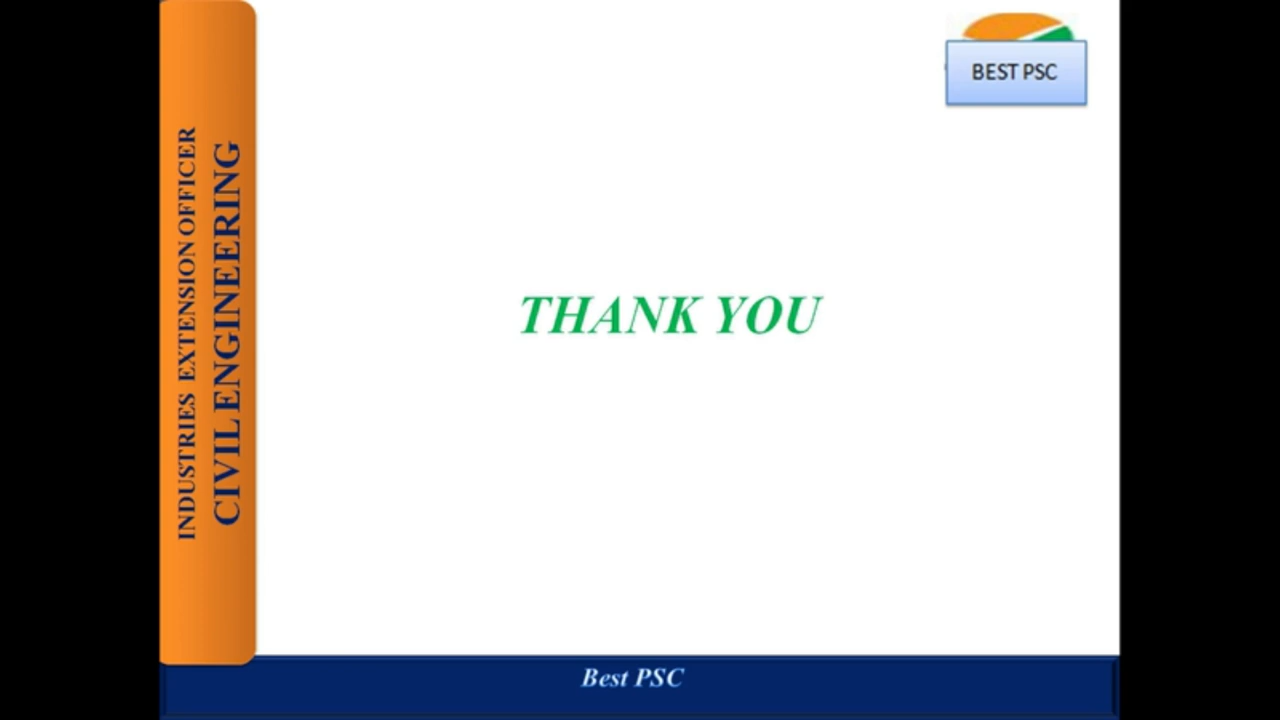 BEST PSC
INDUSTRIES EXTENSION OFFICER
CIVIL ENGINEERING
THANK YOU
Best PSC